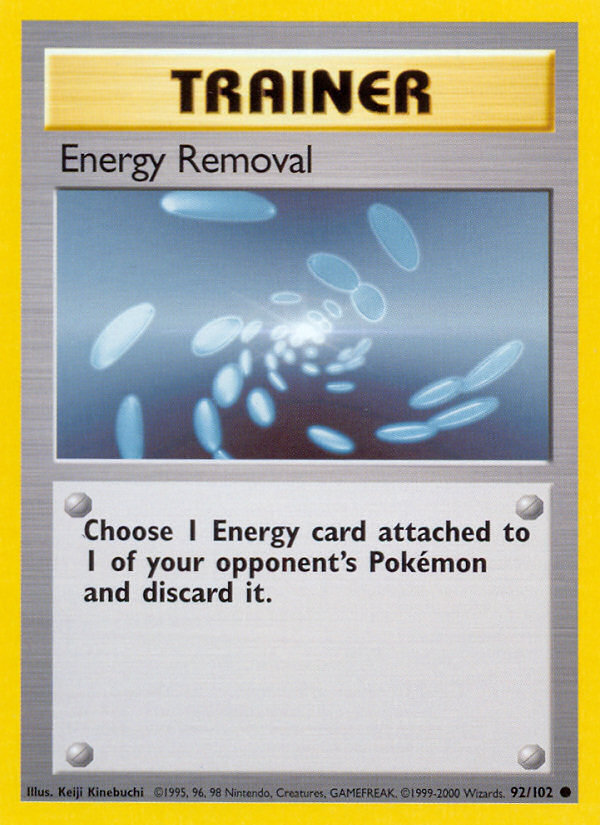 TRAINER
Energy Removal
Choose 1 Energy card attached to
1 of your opponent's Pokémon
and discard it.
Illus. Keiji Kinebuchi ©1995, 96, 98 Nintendo, Creatures, GAMEFREAK. ©1999-2000 Wizards. 92/102 ●